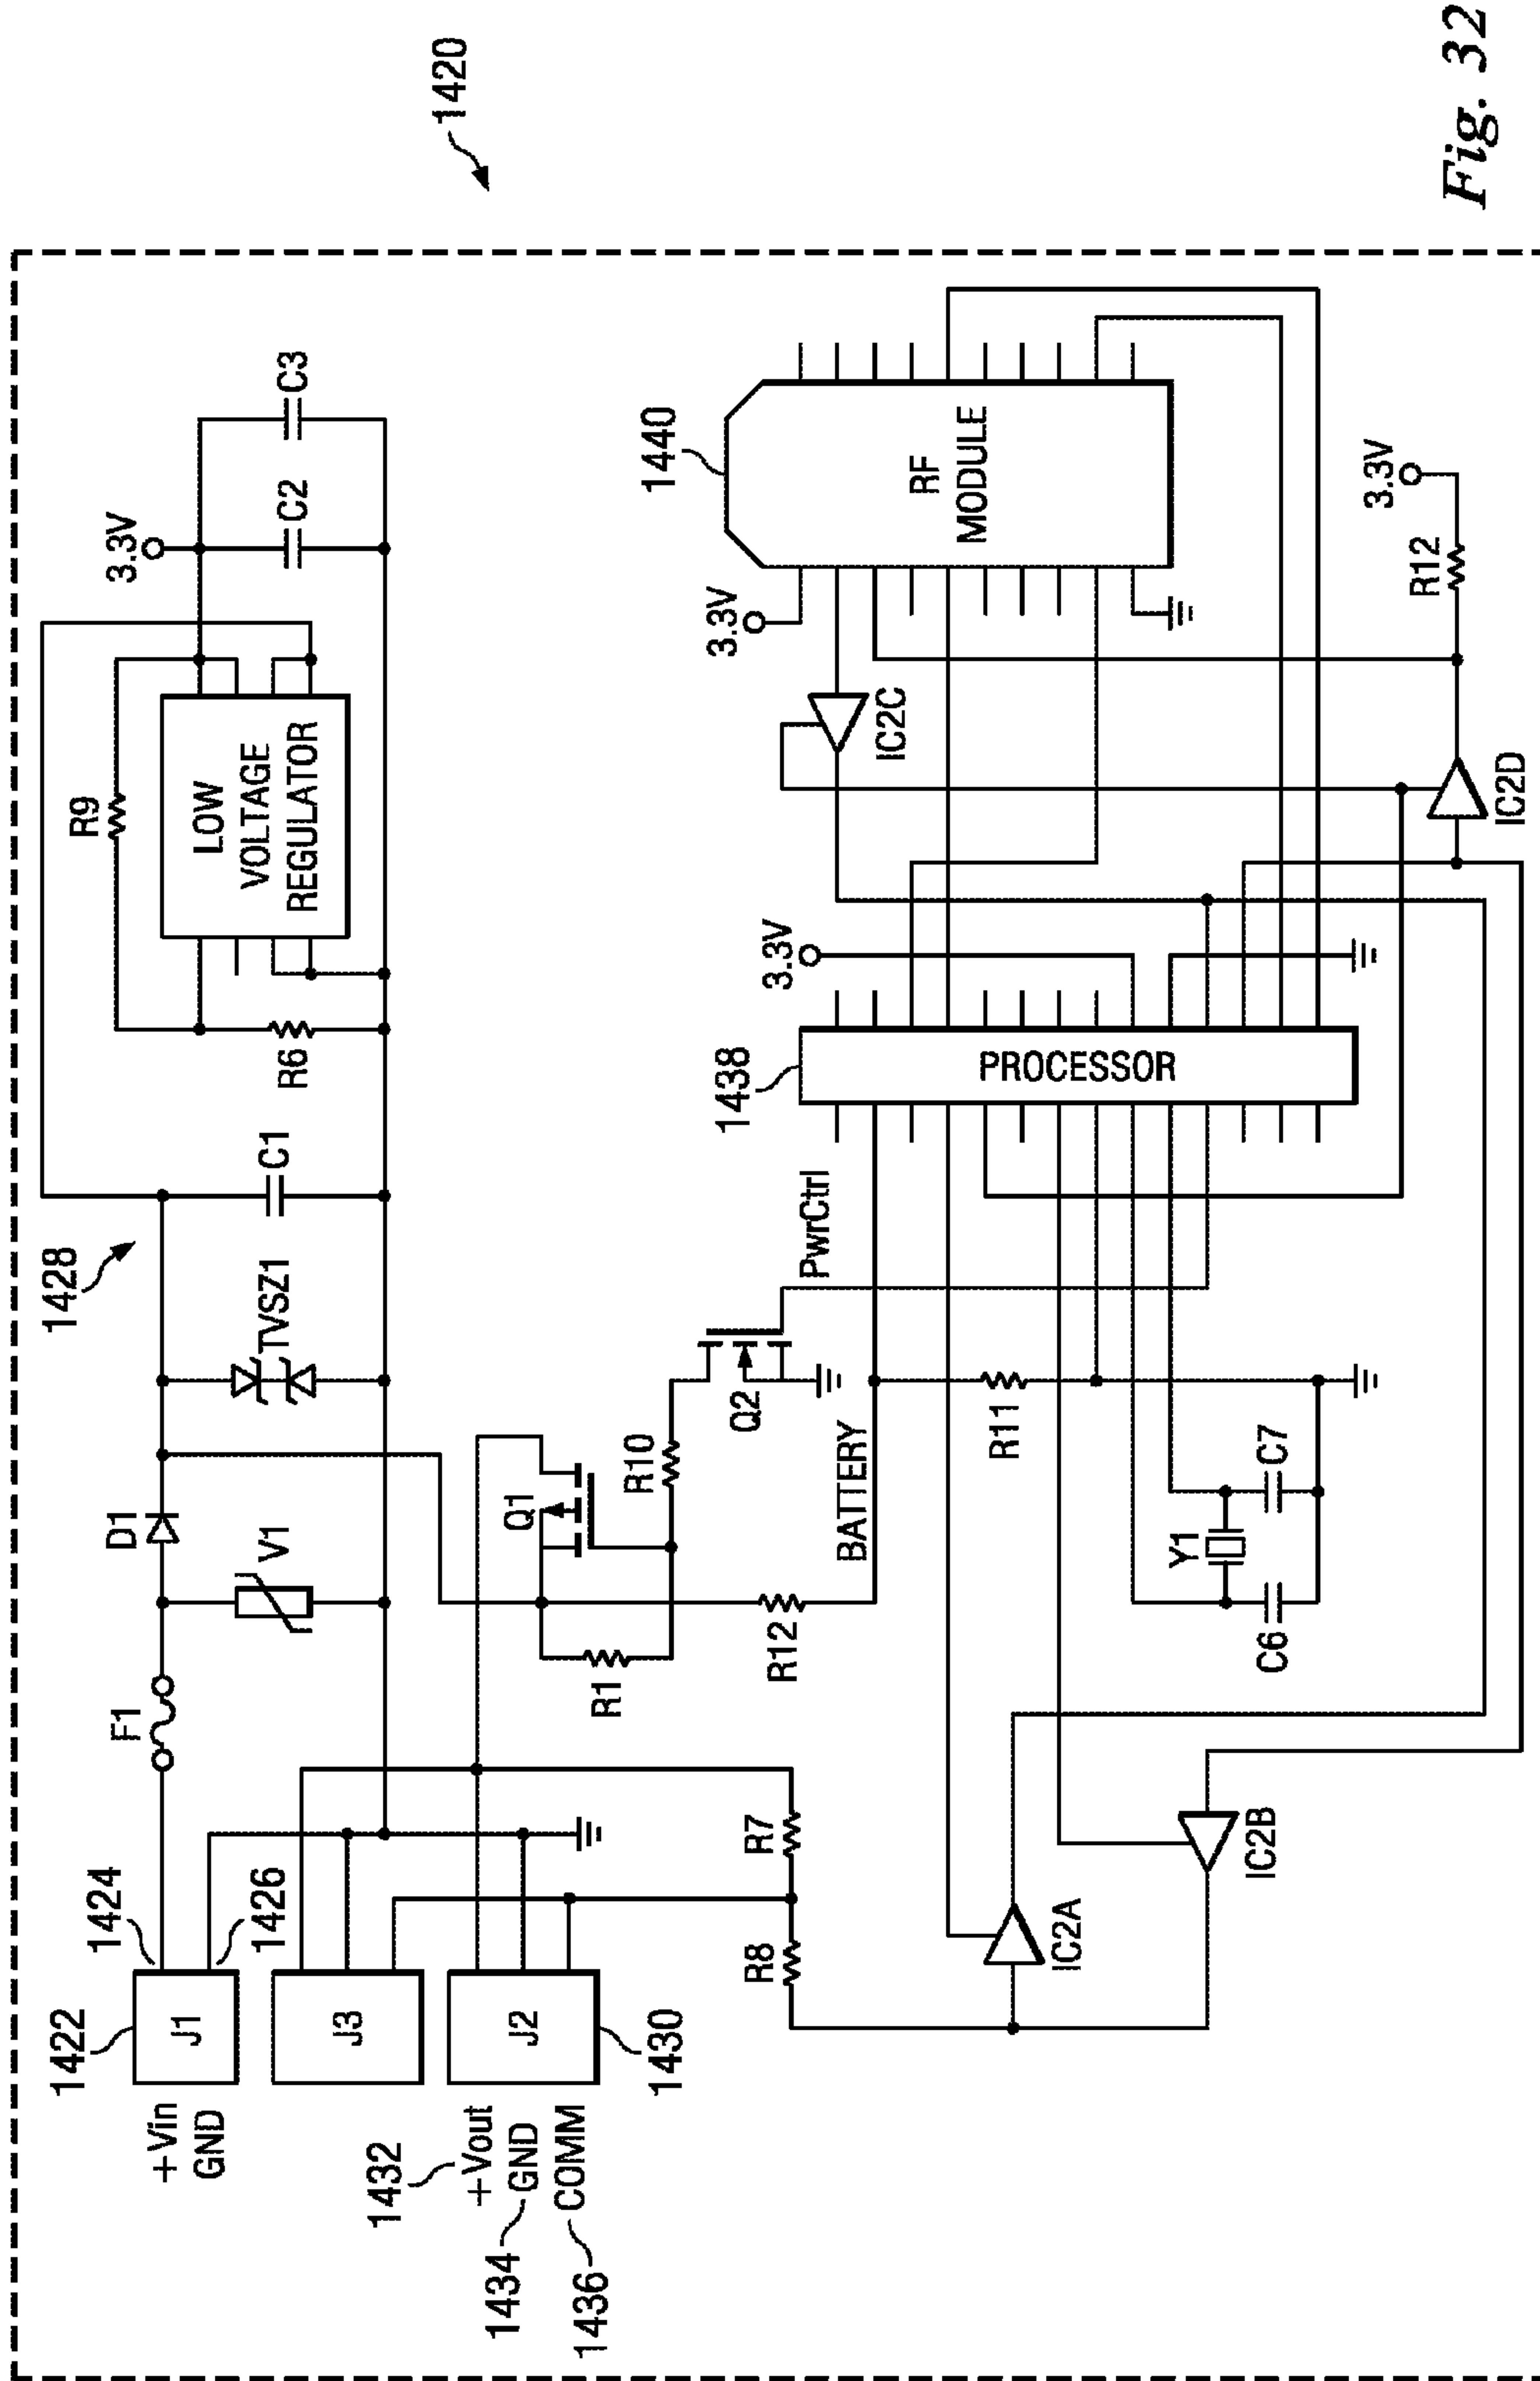 1420
Fig. 32
1422
1424
1426
+Vin
GND
J1
F1
D1
V1
1428
TVSZ1
C1
R6
R9
LOW
VOLTAGE
REGULATOR
3.3V
C2
C3
J3
J2
1430
1432
+Vout
1434
GND
1436
COMM
R7
R8
R1
Q1
R10
R12
Q2
PwrCtrl
BATTERY
R11
Y1
C6
C7
1438
PROCESSOR
3.3V
IC2C
3.3V
1440
RF
MODULE
3.3V
R12
IC2D
IC2A
IC2B